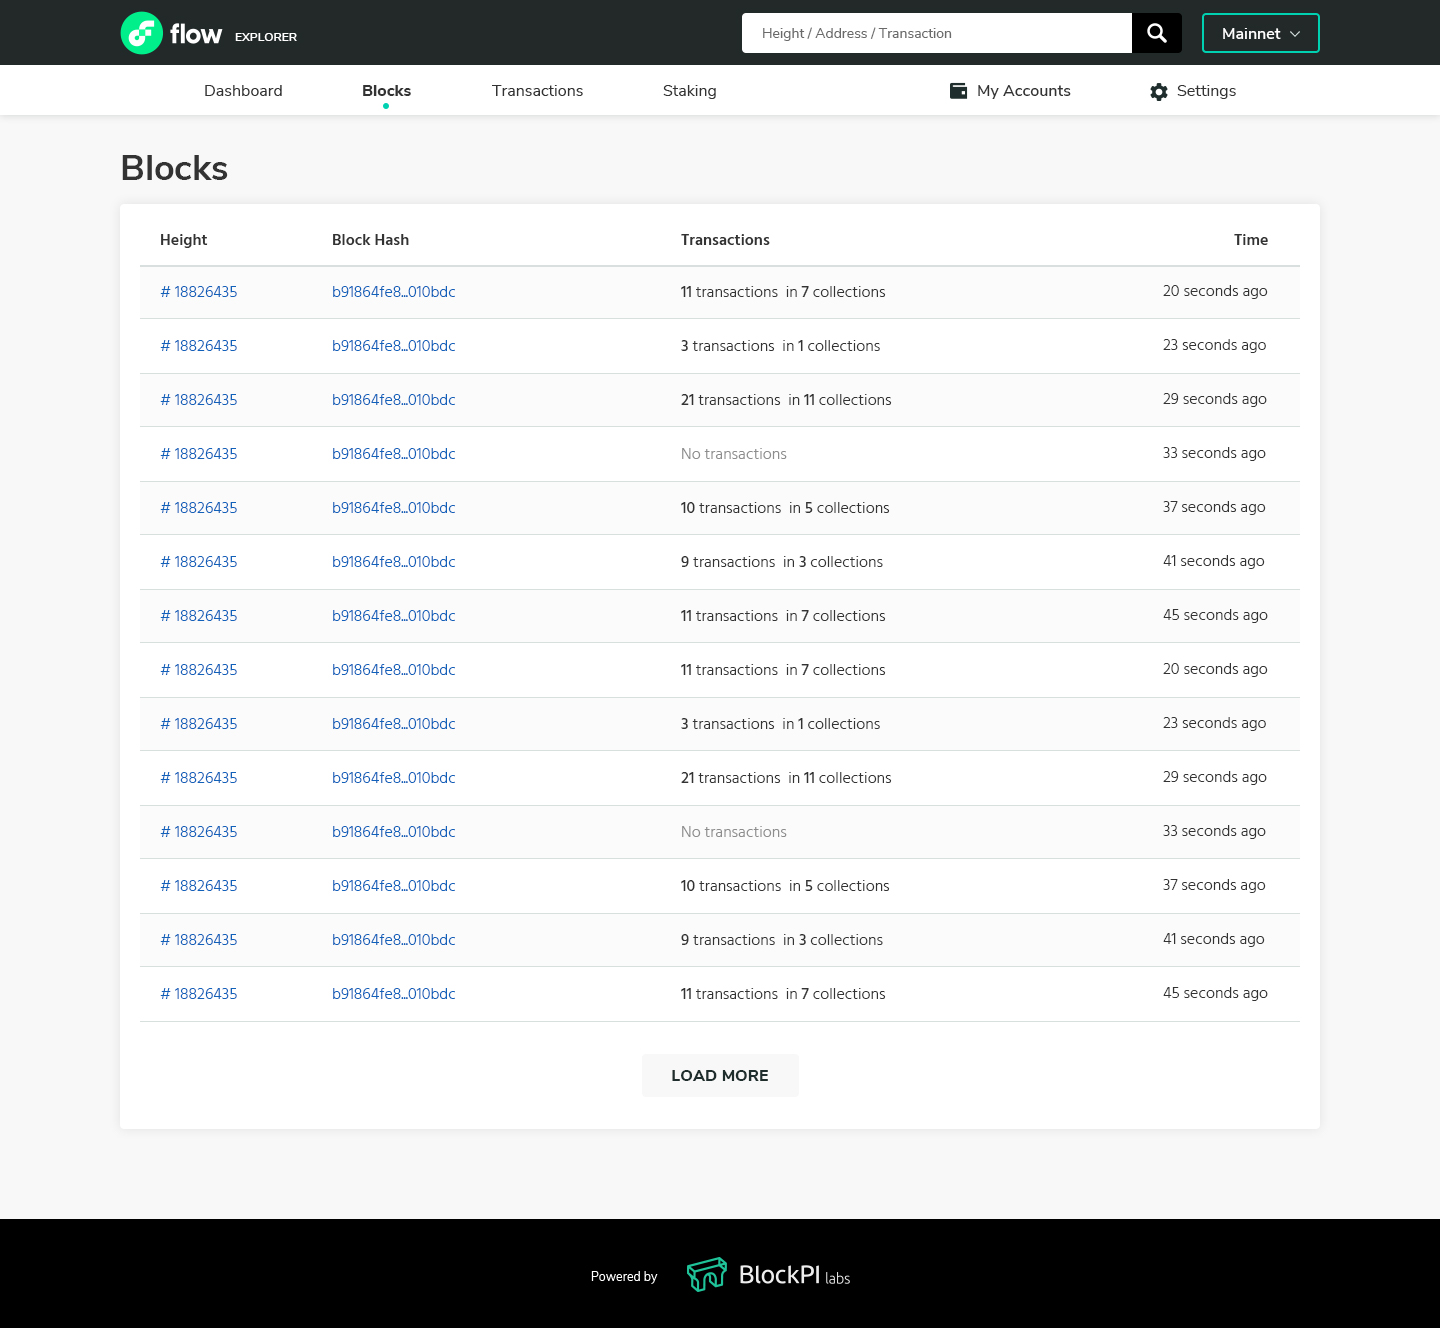 flow EXPLORER Height / Address / Transaction Mainnet
Dashboard Blocks Transactions Staking My Accounts Settings
Blocks
Height Block Hash Transactions Time
# 18826435 b91864fe8...010bdc 11 transactions in 7 collections 20 seconds ago
# 18826435 b91864fe8...010bdc 3 transactions in 1 collections 23 seconds ago
# 18826435 b91864fe8...010bdc 21 transactions in 11 collections 29 seconds ago
# 18826435 b91864fe8...010bdc No transactions 33 seconds ago
# 18826435 b91864fe8...010bdc 10 transactions in 5 collections 37 seconds ago
# 18826435 b91864fe8...010bdc 9 transactions in 3 collections 41 seconds ago
# 18826435 b91864fe8...010bdc 11 transactions in 7 collections 45 seconds ago
# 18826435 b91864fe8...010bdc 11 transactions in 7 collections 20 seconds ago
# 18826435 b91864fe8...010bdc 3 transactions in 1 collections 23 seconds ago
# 18826435 b91864fe8...010bdc 21 transactions in 11 collections 29 seconds ago
# 18826435 b91864fe8...010bdc No transactions 33 seconds ago
# 18826435 b91864fe8...010bdc 10 transactions in 5 collections 37 seconds ago
# 18826435 b91864fe8...010bdc 9 transactions in 3 collections 41 seconds ago
# 18826435 b91864fe8...010bdc 11 transactions in 7 collections 45 seconds ago
LOAD MORE
Powered by BlockPI labs